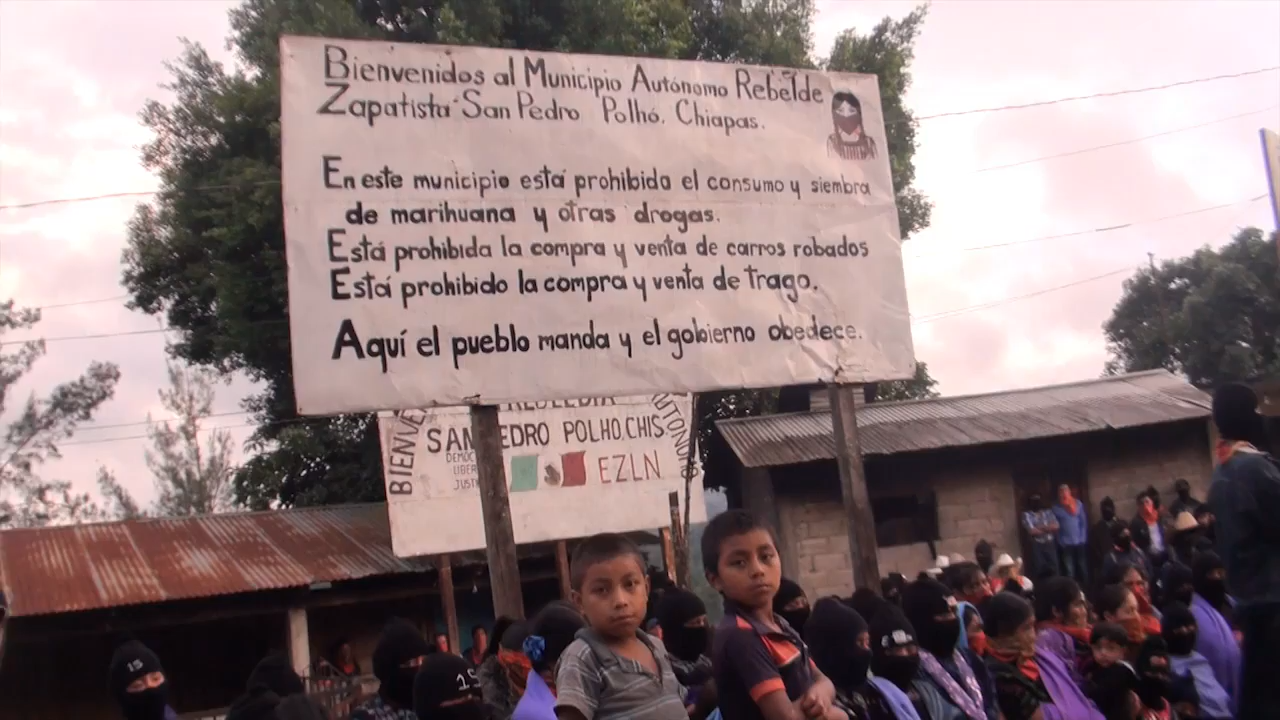 Bienvenidos al Municipio Autónomo Rebelde
Zapatista San Pedro Polhó, Chiapas.
En este municipio está prohibida el consumo y siembra
de marihuana y otras drogas.
Está prohibida la compra y venta de carros robados
Está prohibido la compra y venta de trago.
Aquí el pueblo manda y el gobierno obedece.
SAN EDRO POLHO, CHIS.
EZLN
15